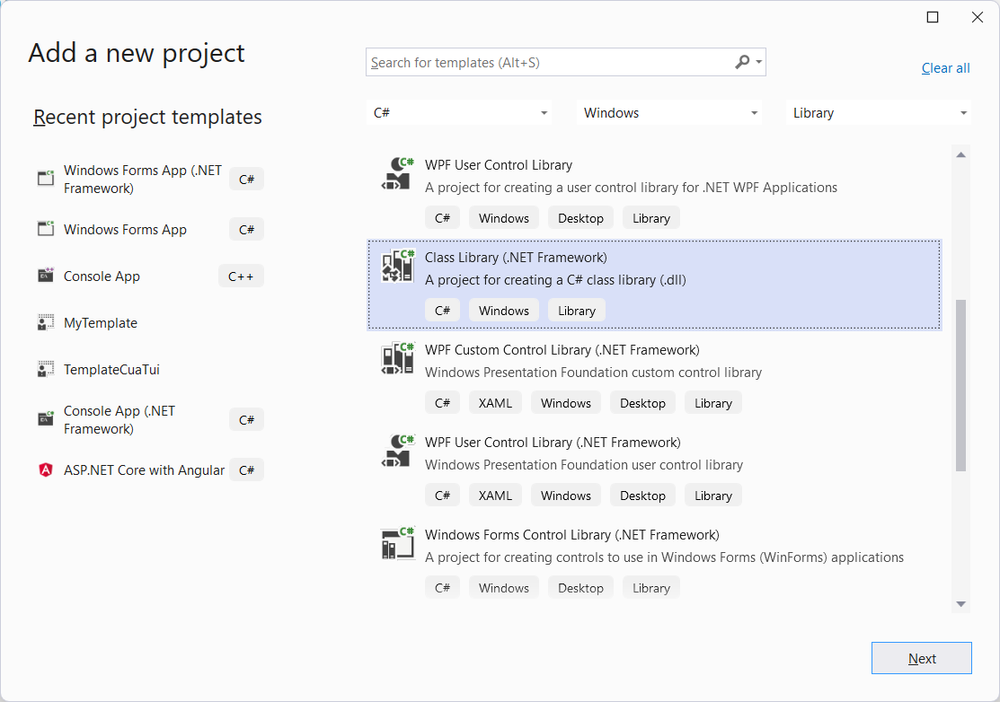 Add a new project
Search for templates (Alt+S)
Clear all
Recent project templates
C#
Windows
Library
Windows Forms App (.NET
Framework)
C#
Windows Forms App
C#
Console App
C++
MyTemplate
TemplateCuaTui
Console App (.NET
Framework)
C#
ASP.NET Core with Angular
C#
WPF User Control Library
A project for creating a user control library for .NET WPF Applications
C# Windows Desktop Library
Class Library (.NET Framework)
A project for creating a C# class library (.dll)
C# Windows Library
WPF Custom Control Library (.NET Framework)
Windows Presentation Foundation custom control library
C# XAML Windows Desktop Library
WPF User Control Library (.NET Framework)
Windows Presentation Foundation user control library
C# XAML Windows Desktop Library
Windows Forms Control Library (.NET Framework)
A project for creating controls to use in Windows Forms (WinForms) applications
C# Windows Desktop Library
Next